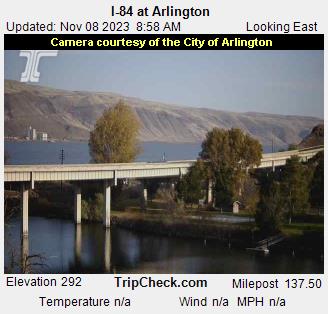 I-84 at Arlington
Updated: Nov 08 2023 8:58 AM Looking East
Camera courtesy of the City of Arlington
Elevation 292 TripCheck.com Milepost 137.50
Temperature n/a Wind n/a MPH n/a